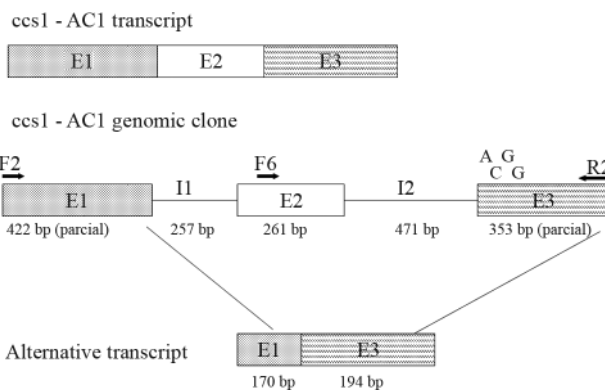 ccs1 - AC1 transcript
E1 E2 E3
ccs1 - AC1 genomic clone
F2 F6 A G R2
C G
E1 I1 E2 I2 E3
422 bp (parcial) 257 bp 261 bp 471 bp 353 bp (parcial)
Alternative transcript E1 E3
170 bp 194 bp